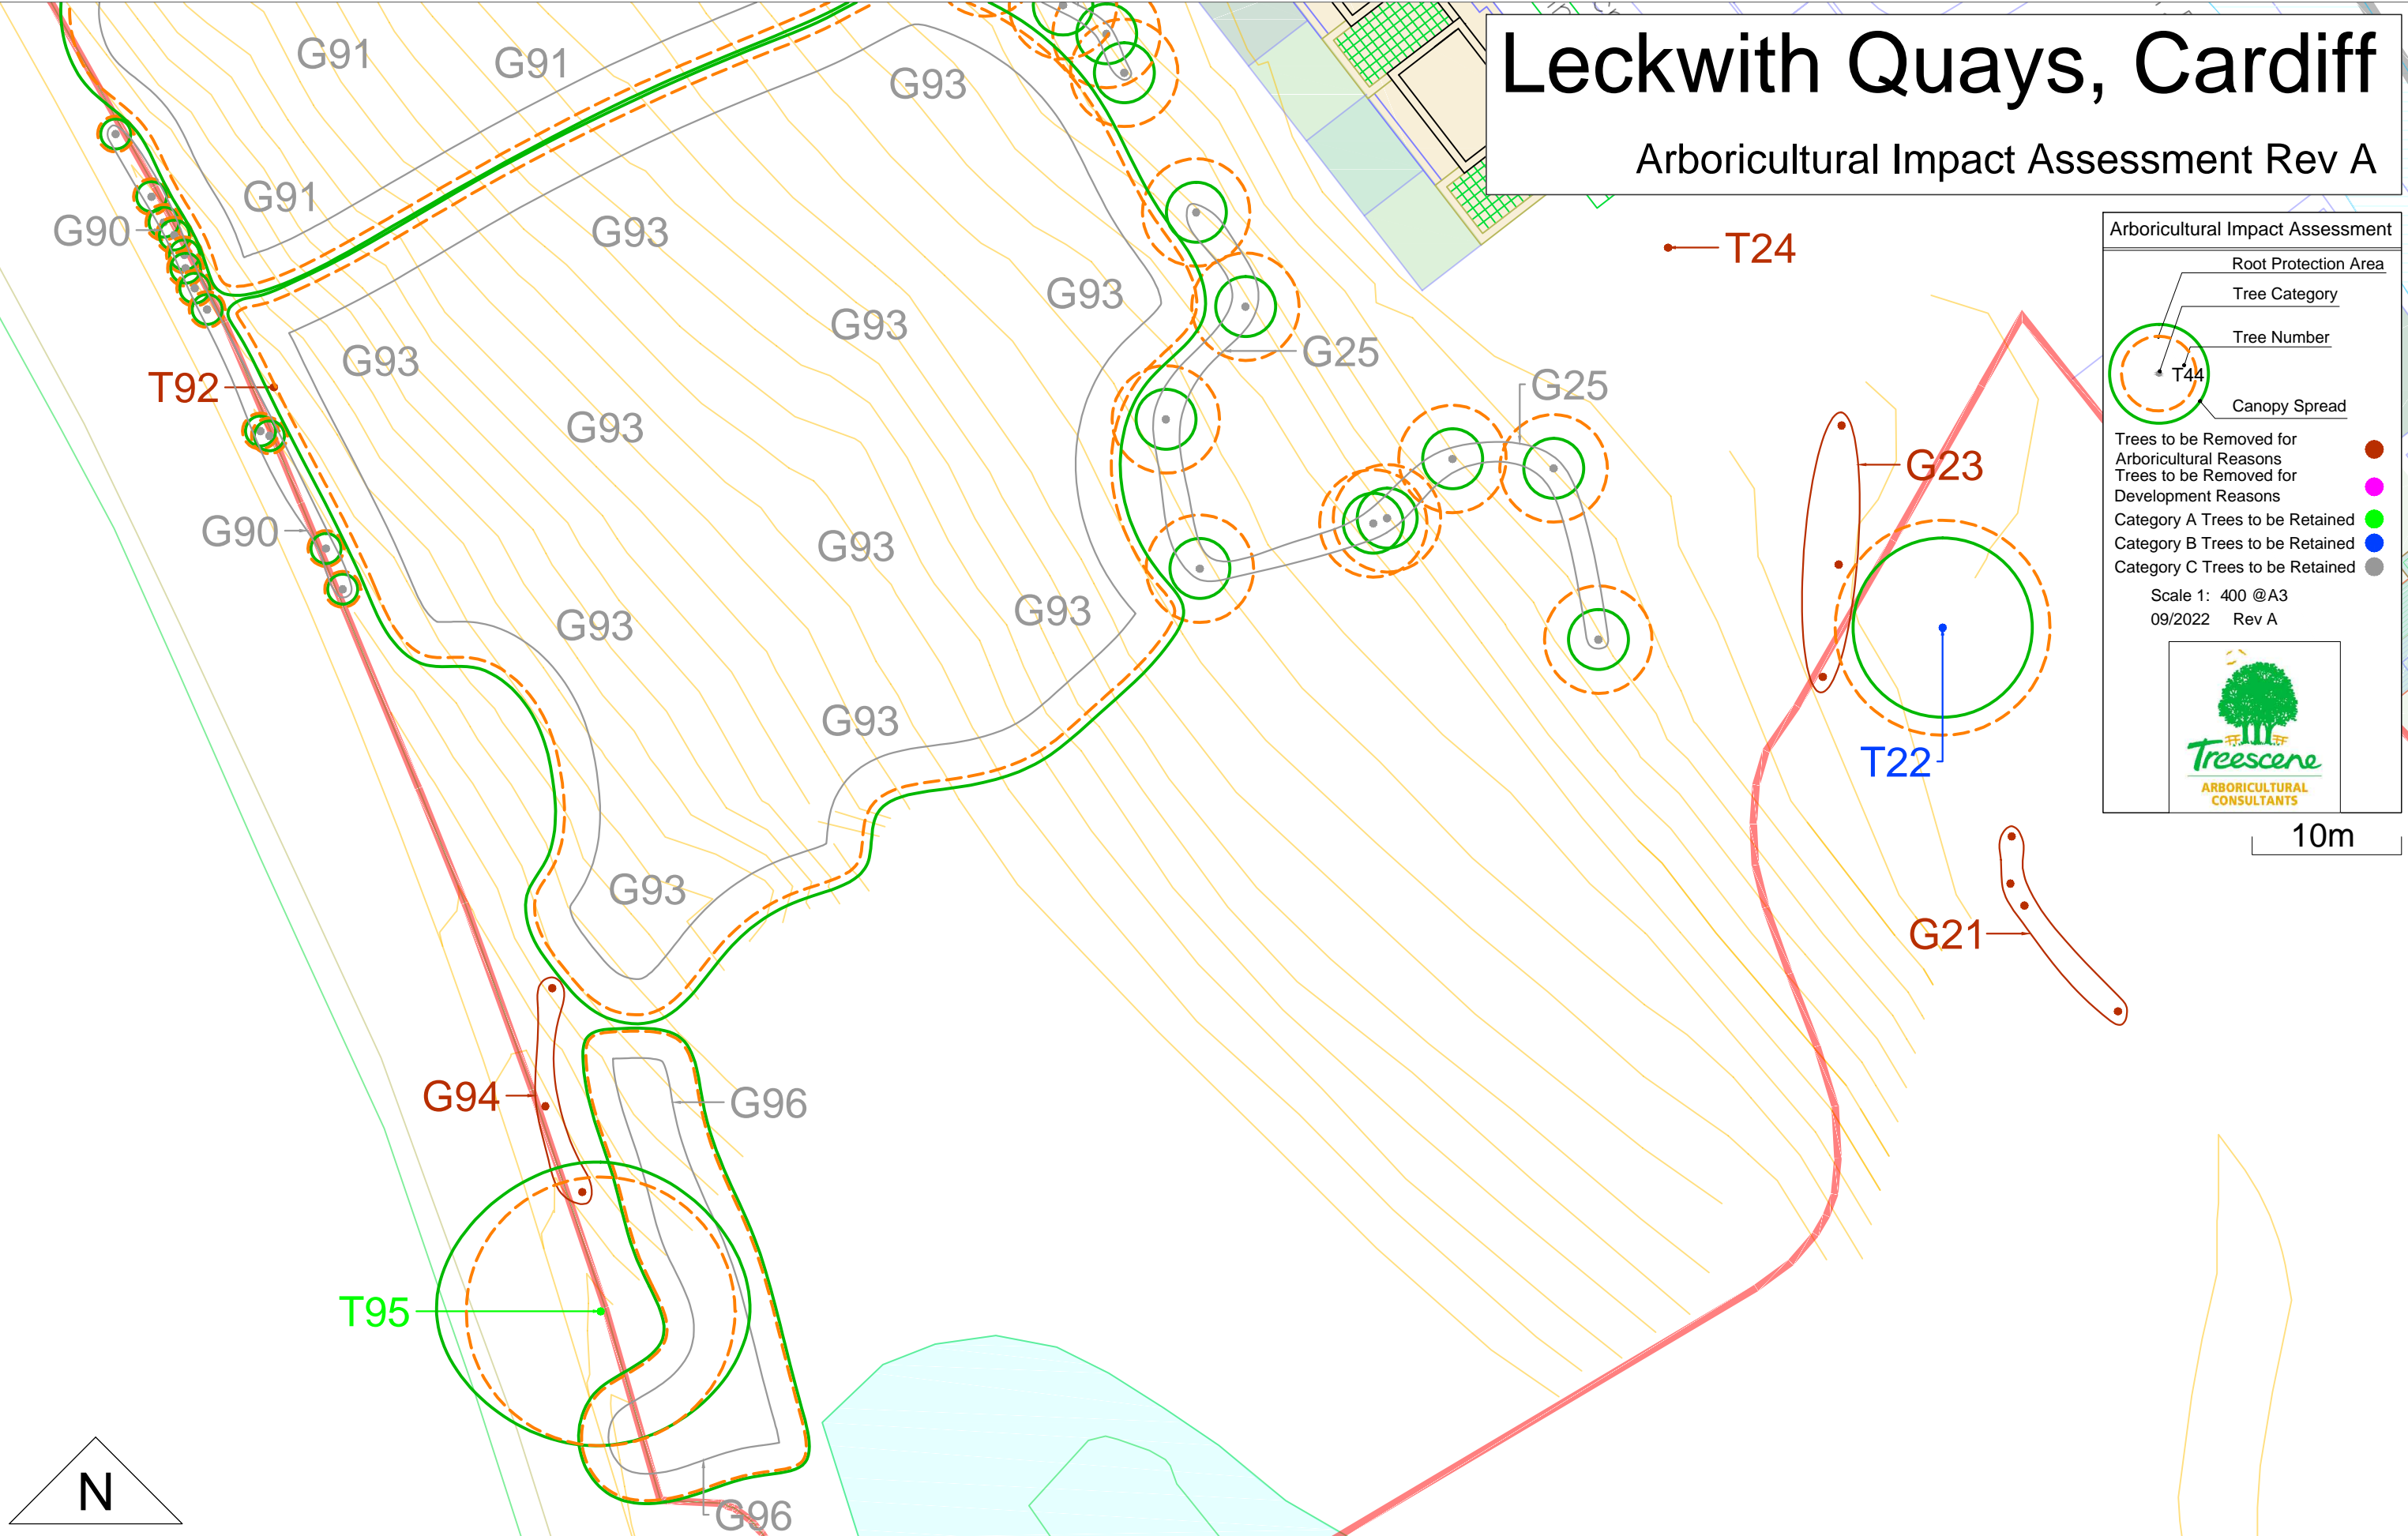 Leckwith Quays, Cardiff
Arboricultural Impact Assessment Rev A
Arboricultural Impact Assessment
Root Protection Area
Tree Category
Tree Number
T44
Canopy Spread
Trees to be Removed for
Arboricultural Reasons
Trees to be Removed for
Development Reasons
Category A Trees to be Retained
Category B Trees to be Retained
Category C Trees to be Retained
Scale 1: 400 @A3
09/2022 Rev A
Treescene
ARBORICULTURAL
CONSULTANTS
10m
G91
G91
G93
G91
G90
G93
T24
G93
G93
G25
G93
T92
G25
G93
G23
G90
G93
G93
G93
G93
T22
G93
G21
G94
G96
T95
N
G96